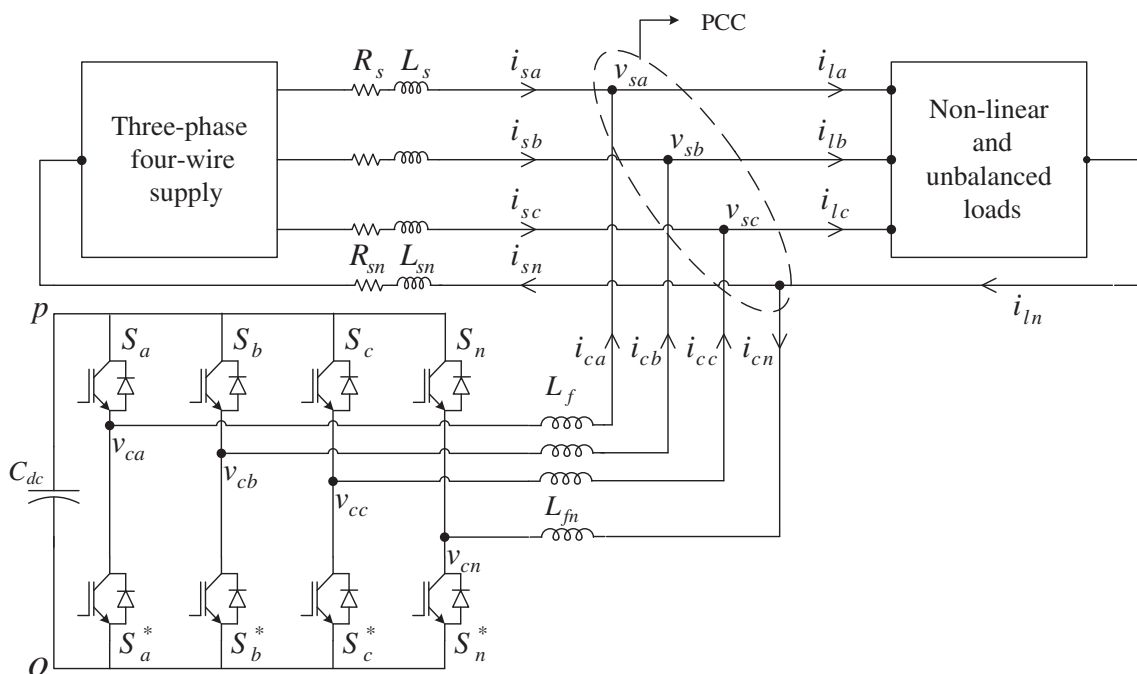 PCC
R_s L_s i_sa v_sa i_la
Three-phase
four-wire
supply
Non-linear
and
unbalanced
loads
i_sb v_sb i_lb
i_sc v_sc i_lc
R_sn L_sn i_sn
i_ln
p
S_a S_b S_c S_n
i_ca i_cb i_cc i_cn
L_f
v_ca
v_cb
C_dc
v_cc
L_fn
v_cn
S_a^* S_b^* S_c^* S_n^*
o